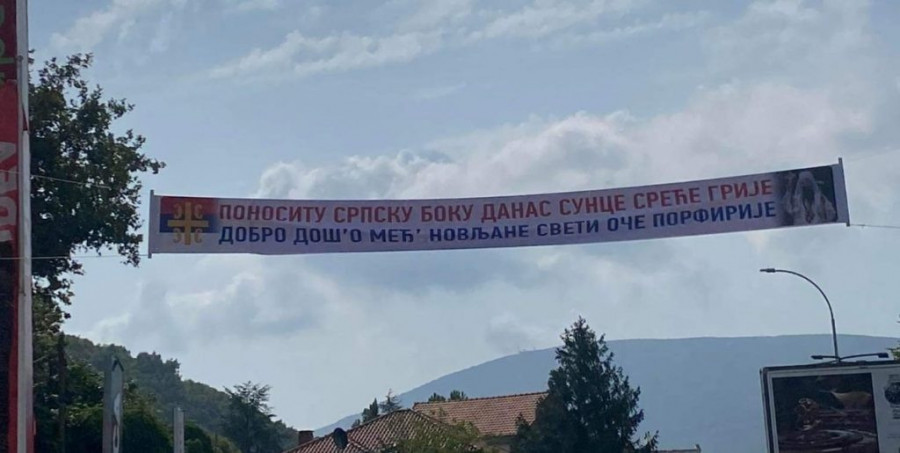 ПОНОСИТУ СРПСКУ БОКУ ДАНАС СУНЦЕ СРЕЋЕ ГРИЈЕ
ДОБРО ДОШ'О МЕЂ' НОВЉАНЕ СВЕТИ ОЧЕ ПОРФИРИЈЕ